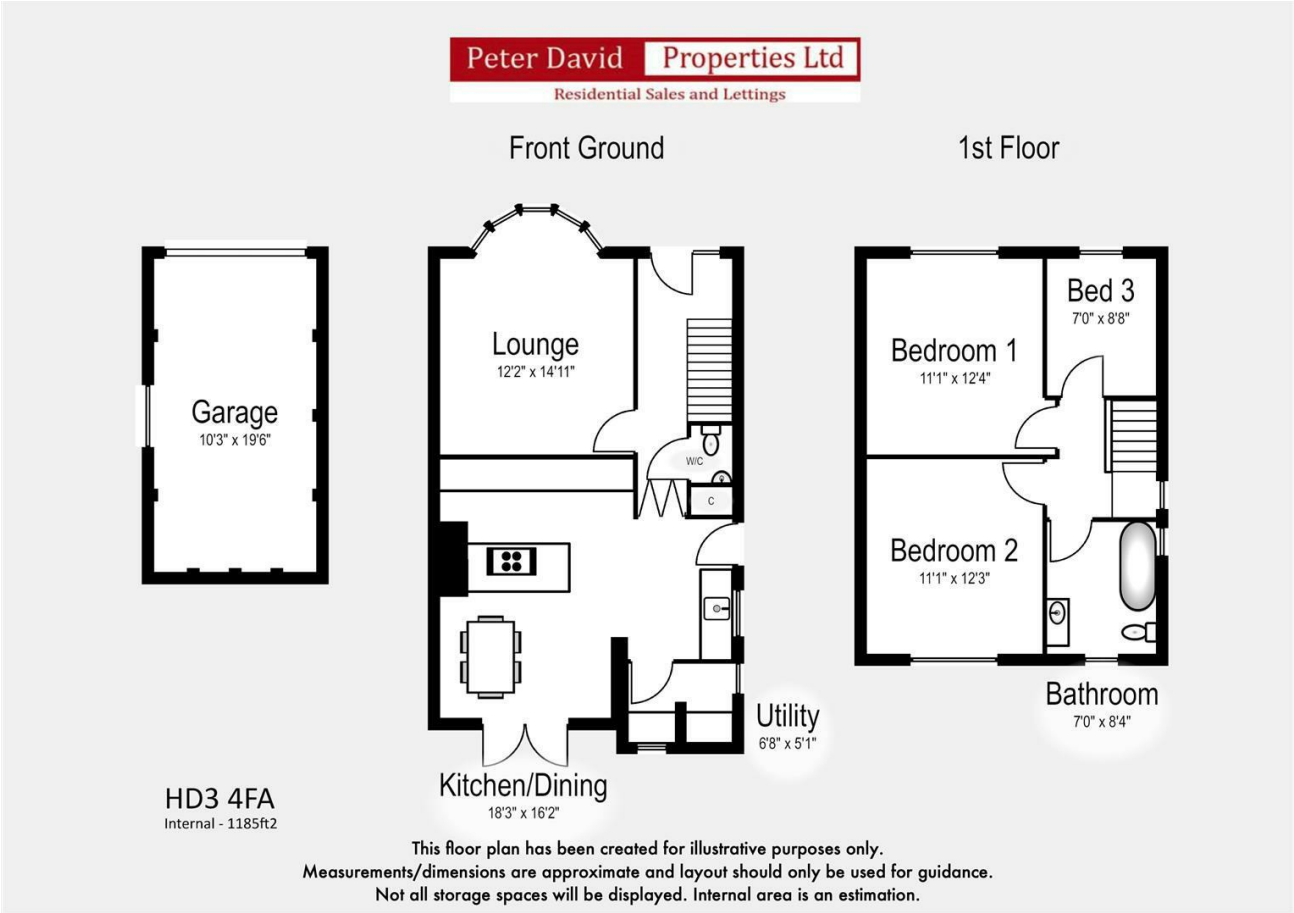 Peter David Properties Ltd
Residential Sales and Lettings
Front Ground
1st Floor
Garage
10'3" x 19'6"
Lounge
12'2" x 14'11"
W/C
C
Kitchen/Dining
18'3" x 16'2"
Utility
6'8" x 5'1"
Bedroom 1
11'1" x 12'4"
Bed 3
7'0" x 8'8"
Bedroom 2
11'1" x 12'3"
Bathroom
7'0" x 8'4"
HD3 4FA
Internal - 1185ft2
This floor plan has been created for illustrative purposes only.
Measurements/dimensions are approximate and layout should only be used for guidance.
Not all storage spaces will be displayed. Internal area is an estimation.